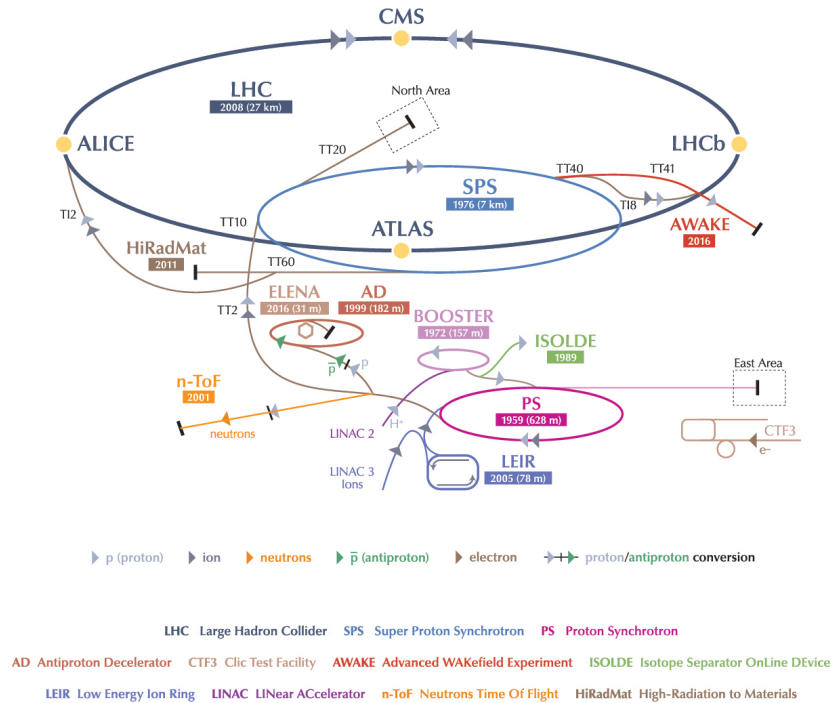 CMS
LHC
2008 (27 km)
North Area
ALICE
LHCb
TT20
TT40
TT41
SPS
1976 (7 km)
TI8
TI2
TT10
ATLAS
AWAKE
2016
HiRadMat
2011
TT60
ELENA
2016 (31 m)
AD
1999 (182 m)
TT2
BOOSTER
1972 (157 m)
ISOLDE
1989
p̅
p
East Area
n-ToF
2001
PS
1959 (628 m)
H⁺
neutrons
LINAC 2
CTF3
e-
LEIR
2005 (78 m)
LINAC 3
Ions
p (proton)
ion
neutrons
p̅ (antiproton)
electron
proton/antiproton conversion
LHC Large Hadron Collider
SPS Super Proton Synchrotron
PS Proton Synchrotron
AD Antiproton Decelerator
CTF3 Clic Test Facility
AWAKE Advanced WAKefield Experiment
ISOLDE Isotope Separator OnLine DEvice
LEIR Low Energy Ion Ring
LINAC LINear ACcelerator
n-ToF Neutrons Time Of Flight
HiRadMat High-Radiation to Materials